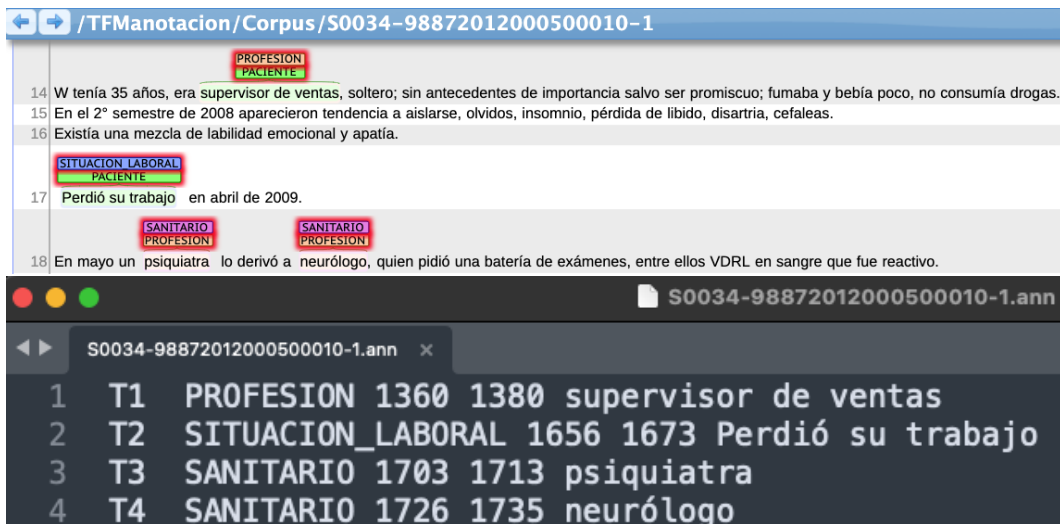 /TFManotacion/Corpus/S0034-98872012000500010-1
PROFESION
PACIENTE
14 W tenía 35 años, era supervisor de ventas, soltero; sin antecedentes de importancia salvo ser promiscuo; fumaba y bebía poco, no consumía drogas.
15 En el 2° semestre de 2008 aparecieron tendencia a aislarse, olvidos, insomnio, pérdida de libido, disartria, cefaleas.
16 Existía una mezcla de labilidad emocional y apatía.
SITUACION_LABORAL
PACIENTE
17 Perdió su trabajo en abril de 2009.
SANITARIO SANITARIO
PROFESION PROFESION
18 En mayo un psiquiatra lo derivó a neurólogo, quien pidió una batería de exámenes, entre ellos VDRL en sangre que fue reactivo.
S0034-98872012000500010-1.ann
S0034-98872012000500010-1.ann ×
1 T1 PROFESION 1360 1380 supervisor de ventas
2 T2 SITUACION_LABORAL 1656 1673 Perdió su trabajo
3 T3 SANITARIO 1703 1713 psiquiatra
4 T4 SANITARIO 1726 1735 neurólogo